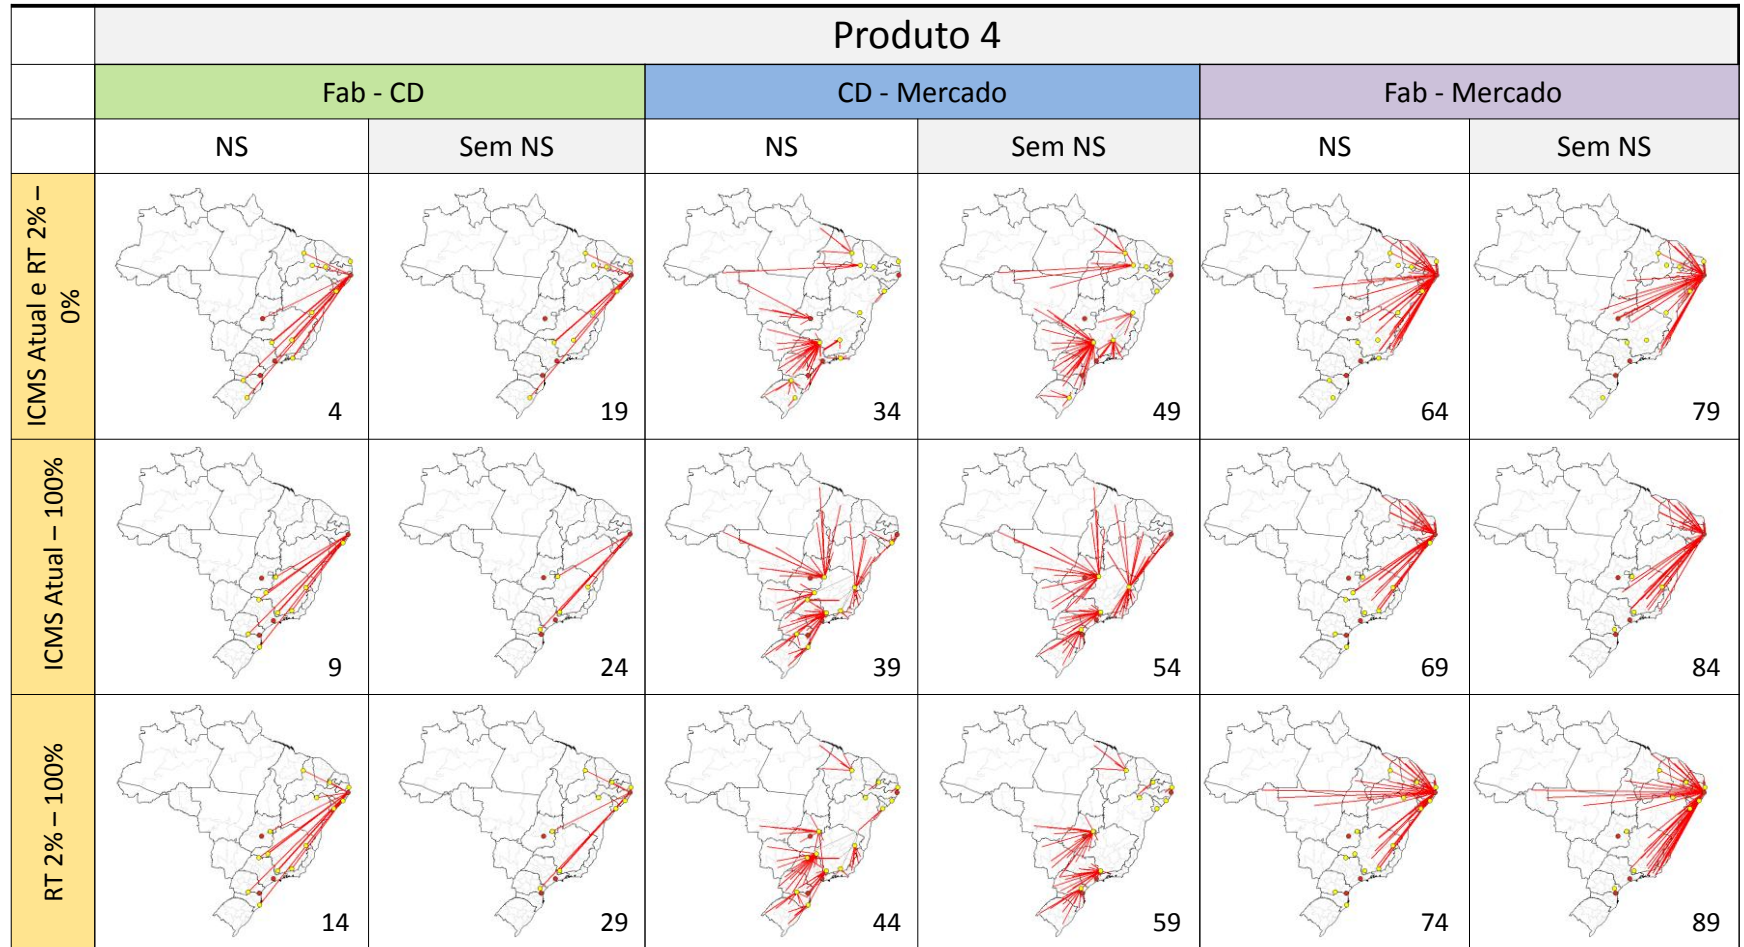 Produto 4
Fab - CD
CD - Mercado
Fab - Mercado
NS
Sem NS
NS
Sem NS
NS
Sem NS
ICMS Atual e RT 2% –
0%
4
19
34
49
64
79
ICMS Atual – 100%
9
24
39
54
69
84
RT 2% – 100%
14
29
44
59
74
89